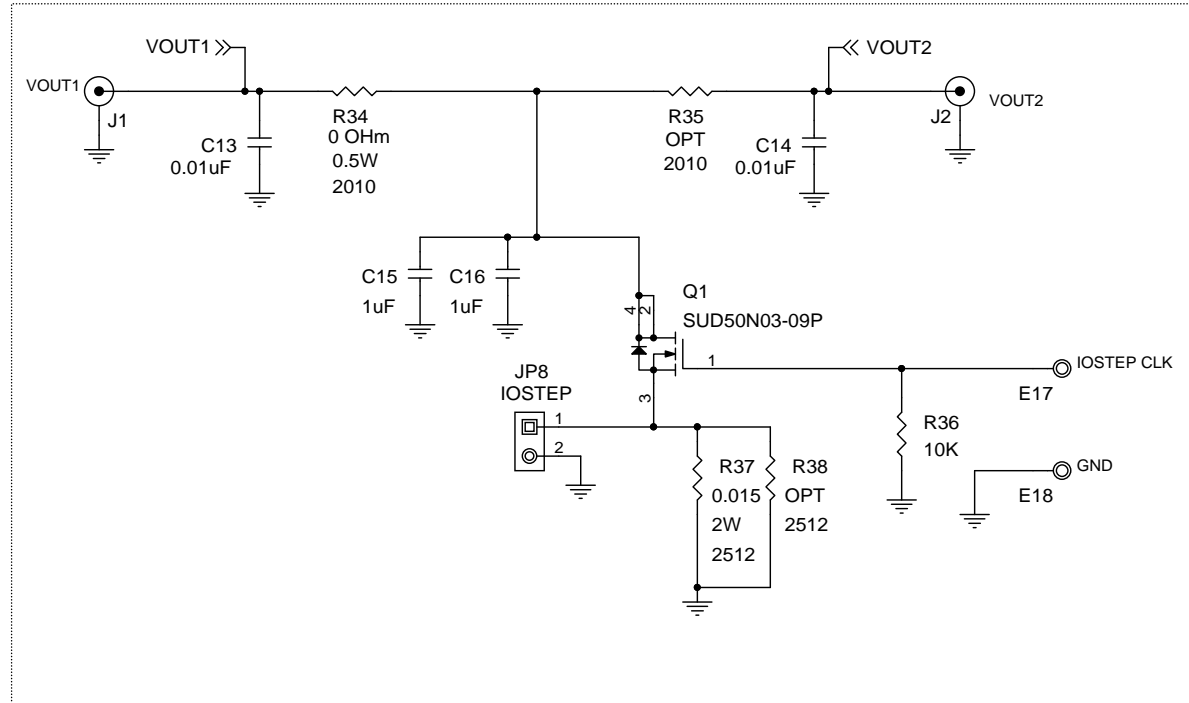 VOUT1
VOUT2
VOUT1
J1
J2
VOUT2
R34
0 OHm
0.5W
2010
R35
OPT
2010
C13
0.01uF
C14
0.01uF
C15
1uF
C16
1uF
Q1
SUD50N03-09P
4
2
1
3
JP8
IOSTEP
1
2
IOSTEP CLK
E17
R36
10K
GND
E18
R37
0.015
2W
2512
R38
OPT
2512